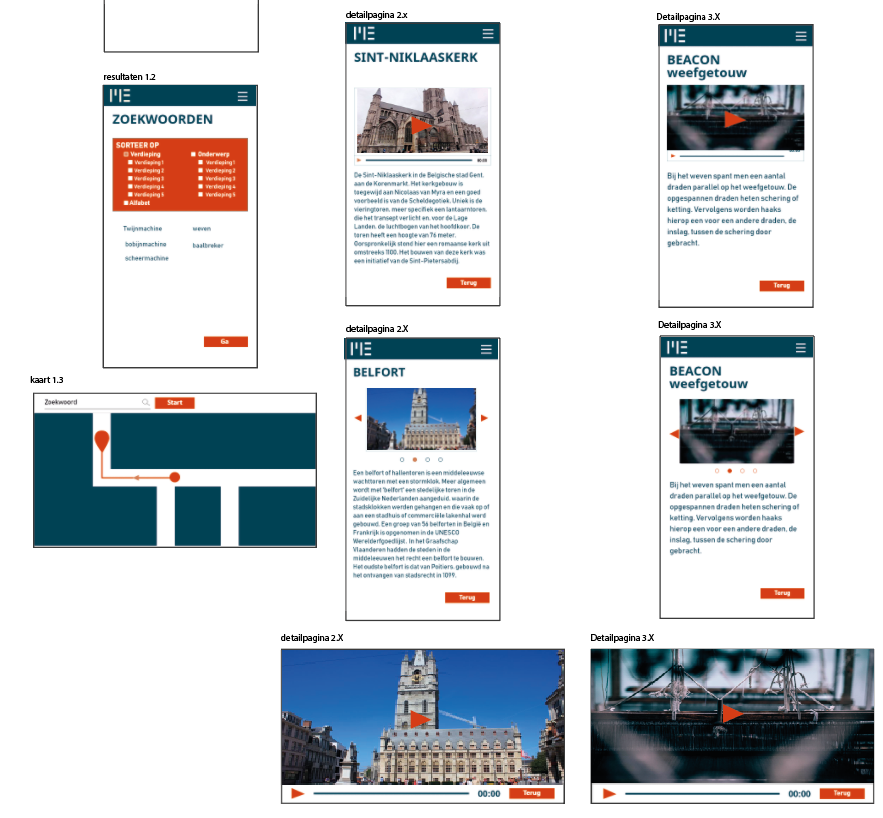 resultaten 1.2
ME
ZOEKWOORDEN
SORTEER OP
Verdieping
Verdieping 1
Verdieping 2
Verdieping 3
Verdieping 4
Verdieping 5
Alfabet
Onderwerp
Verdieping 1
Verdieping 2
Verdieping 3
Verdieping 4
Verdieping 5
Twijnmachine
weven
bobijnmachine
baalbreker
scheermachine
Go
kaart 1.3
Zoekwoord
Start
detailpagina 2.x
ME
SINT-NIKLAASKERK
00:00
De Sint-Niklaaskerk in de Belgische stad Gent,
aan de Korenmarkt. Het kerkgebouw is
toegewijd aan Nicolaas van Myra en een goed
voorbeeld is van de Scheldegotiek. Uniek is de
vieringtoren, meer specifiek een lantaarntoren,
die het transept verlicht en, voor de Lage
Landen, de luchtbogen van het hoofdkoor. De
toren heeft een hoogte van 76 meter.
Oorspronkelijk stond hier een romaanse kerk uit
omstreeks 1100. Het bouwen van deze kerk was
een initiatief van de Sint-Pietersabdij.
Terug
detailpagina 2.X
ME
BELFORT
Een belfort of hallentoren is een middeleeuwse
wachttoren met een stormklok. Meer algemeen
wordt met 'belfort' een stedelijke toren in de
Zuidelijke Nederlanden aangeduid, waarin de
stadsklokken werden gehangen en die vaak op of
aan een stadhuis of commerciële lakenhal werd
gebouwd. Een groep van 56 belforten in België en
Frankrijk is opgenomen in de UNESCO
Werelderfgoedlijst. In het Graafschap
Vlaanderen hadden de steden in de
middeleeuwen het recht een belfort te bouwen.
Het oudste belfort is dat van Poitiers, gebouwd na
het ontvangen van stadsrecht in 1099.
Terug
detailpagina 2.X
00:00
Terug
Detailpagina 3.X
ME
BEACON
weefgetouw
00:00
Bij het weven spant men een aantal
draden parallel op het weefgetouw. De
opgespannen draden heten schering of
ketting. Vervolgens worden haaks
hierop een voor een andere draden, de
inslag, tussen de schering door
gebracht.
Terug
Detailpagina 3.X
ME
BEACON
weefgetouw
Bij het weven spant men een aantal
draden parallel op het weefgetouw. De
opgespannen draden heten schering of
ketting. Vervolgens worden haaks
hierop een voor een andere draden, de
inslag, tussen de schering door
gebracht.
Terug
Detailpagina 3.X
00:00
Terug